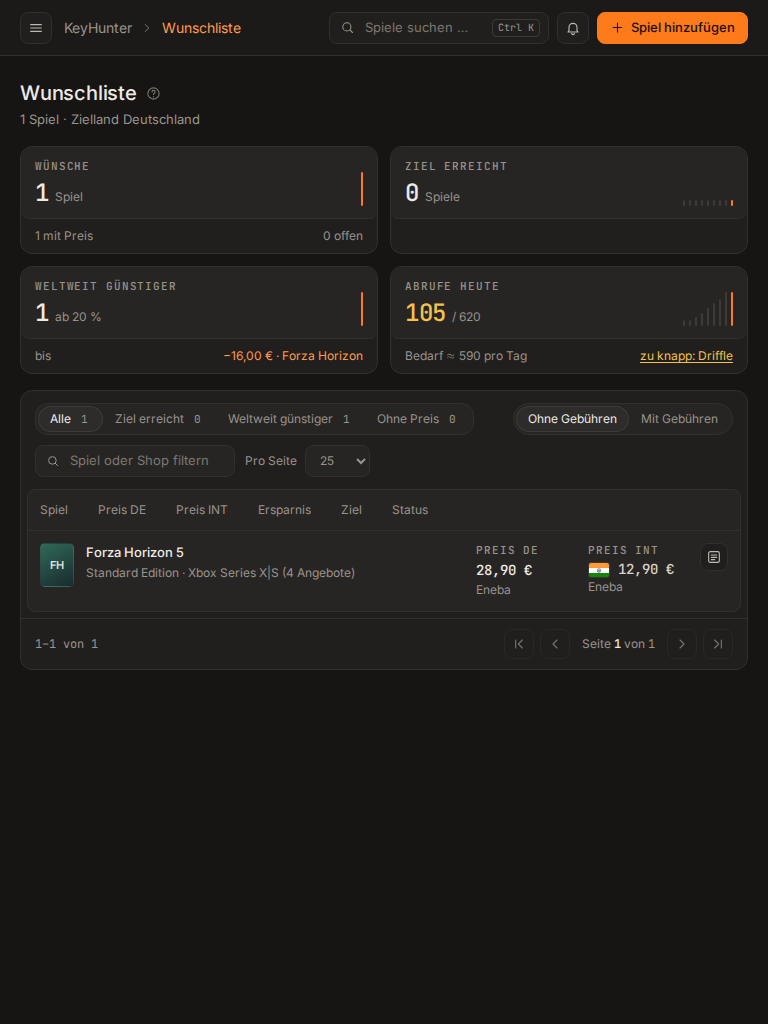 KeyHunter Wunschliste Spiele suchen ... Ctrl K Spiel hinzufügen
Wunschliste
1 Spiel · Zielland Deutschland
WÜNSCHE
1 Spiel
1 mit Preis 0 offen
ZIEL ERREICHT
0 Spiele
WELTWEIT GÜNSTIGER
1 ab 20 %
bis −16,00 € · Forza Horizon
ABRUFE HEUTE
105 / 620
Bedarf ≈ 590 pro Tag zu knapp: Driffle
Alle 1 Ziel erreicht 0 Weltweit günstiger 1 Ohne Preis 0 Ohne Gebühren Mit Gebühren
Spiel oder Shop filtern Pro Seite 25
Spiel Preis DE Preis INT Ersparnis Ziel Status
FH
Forza Horizon 5
Standard Edition · Xbox Series X|S (4 Angebote)
PREIS DE
28,90 €
Eneba
PREIS INT
12,90 €
Eneba
1–1 von 1 Seite 1 von 1